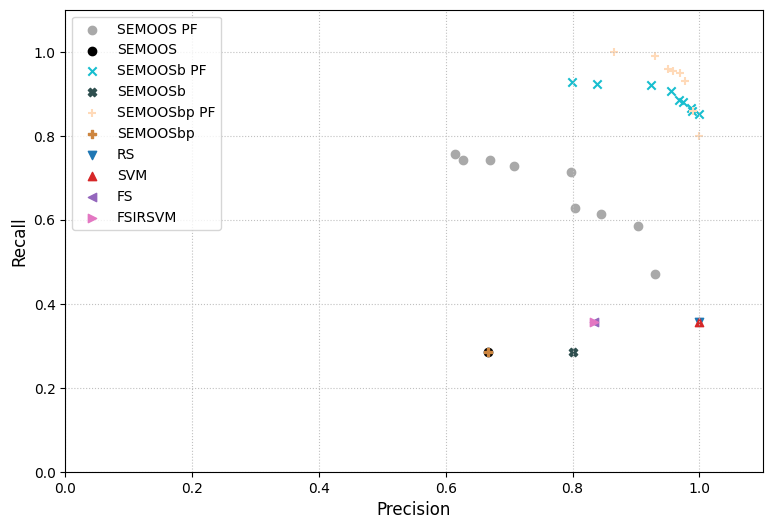 SEMOOS PF
SEMOOS
SEMOOSb PF
SEMOOSb
SEMOOSbp PF
SEMOOSbp
RS
SVM
FS
FSIRSVM
1.0
0.8
0.6
0.4
0.2
0.0
Recall
0.0 0.2 0.4 0.6 0.8 1.0
Precision